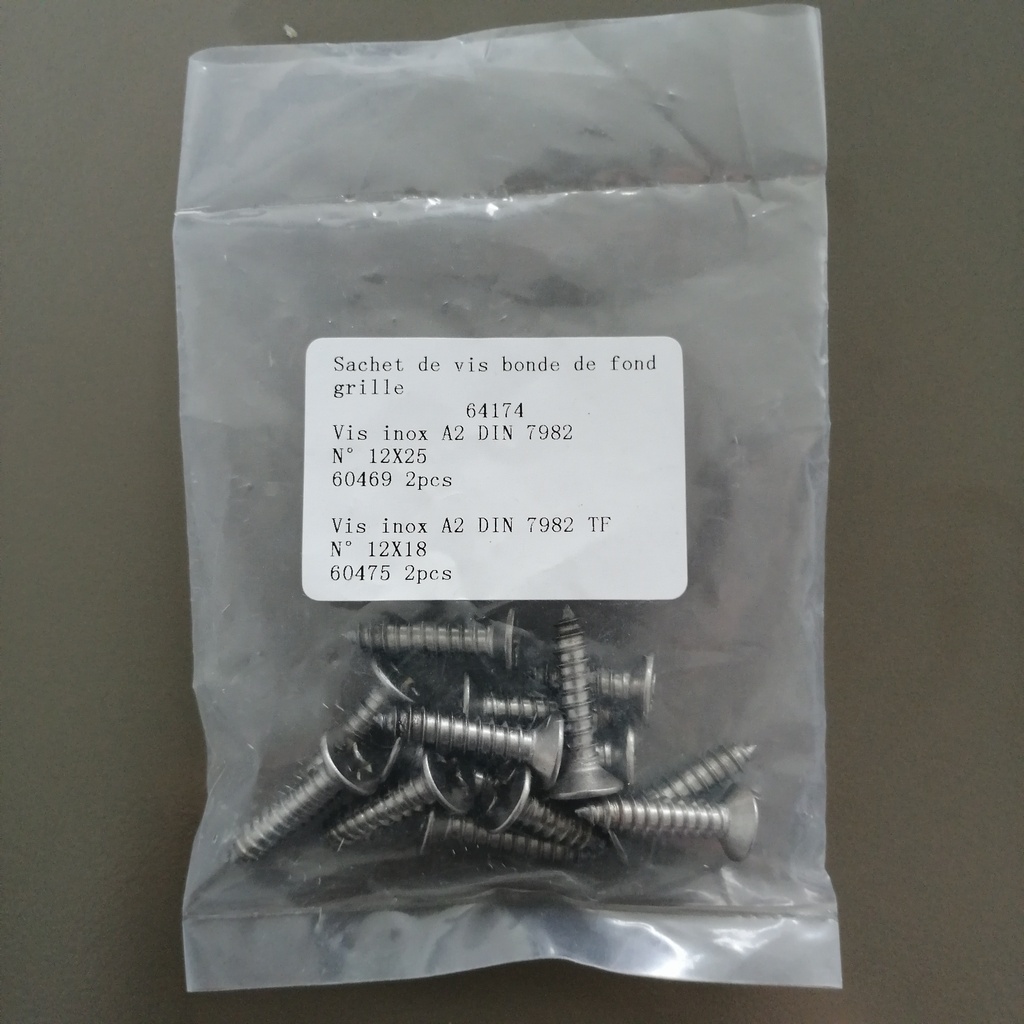 Sachet de vis bonde de fond
grille
64174
Vis inox A2 DIN 7982
N° 12X25
60469 2pcs
Vis inox A2 DIN 7982 TF
N° 12X18
60475 2pcs